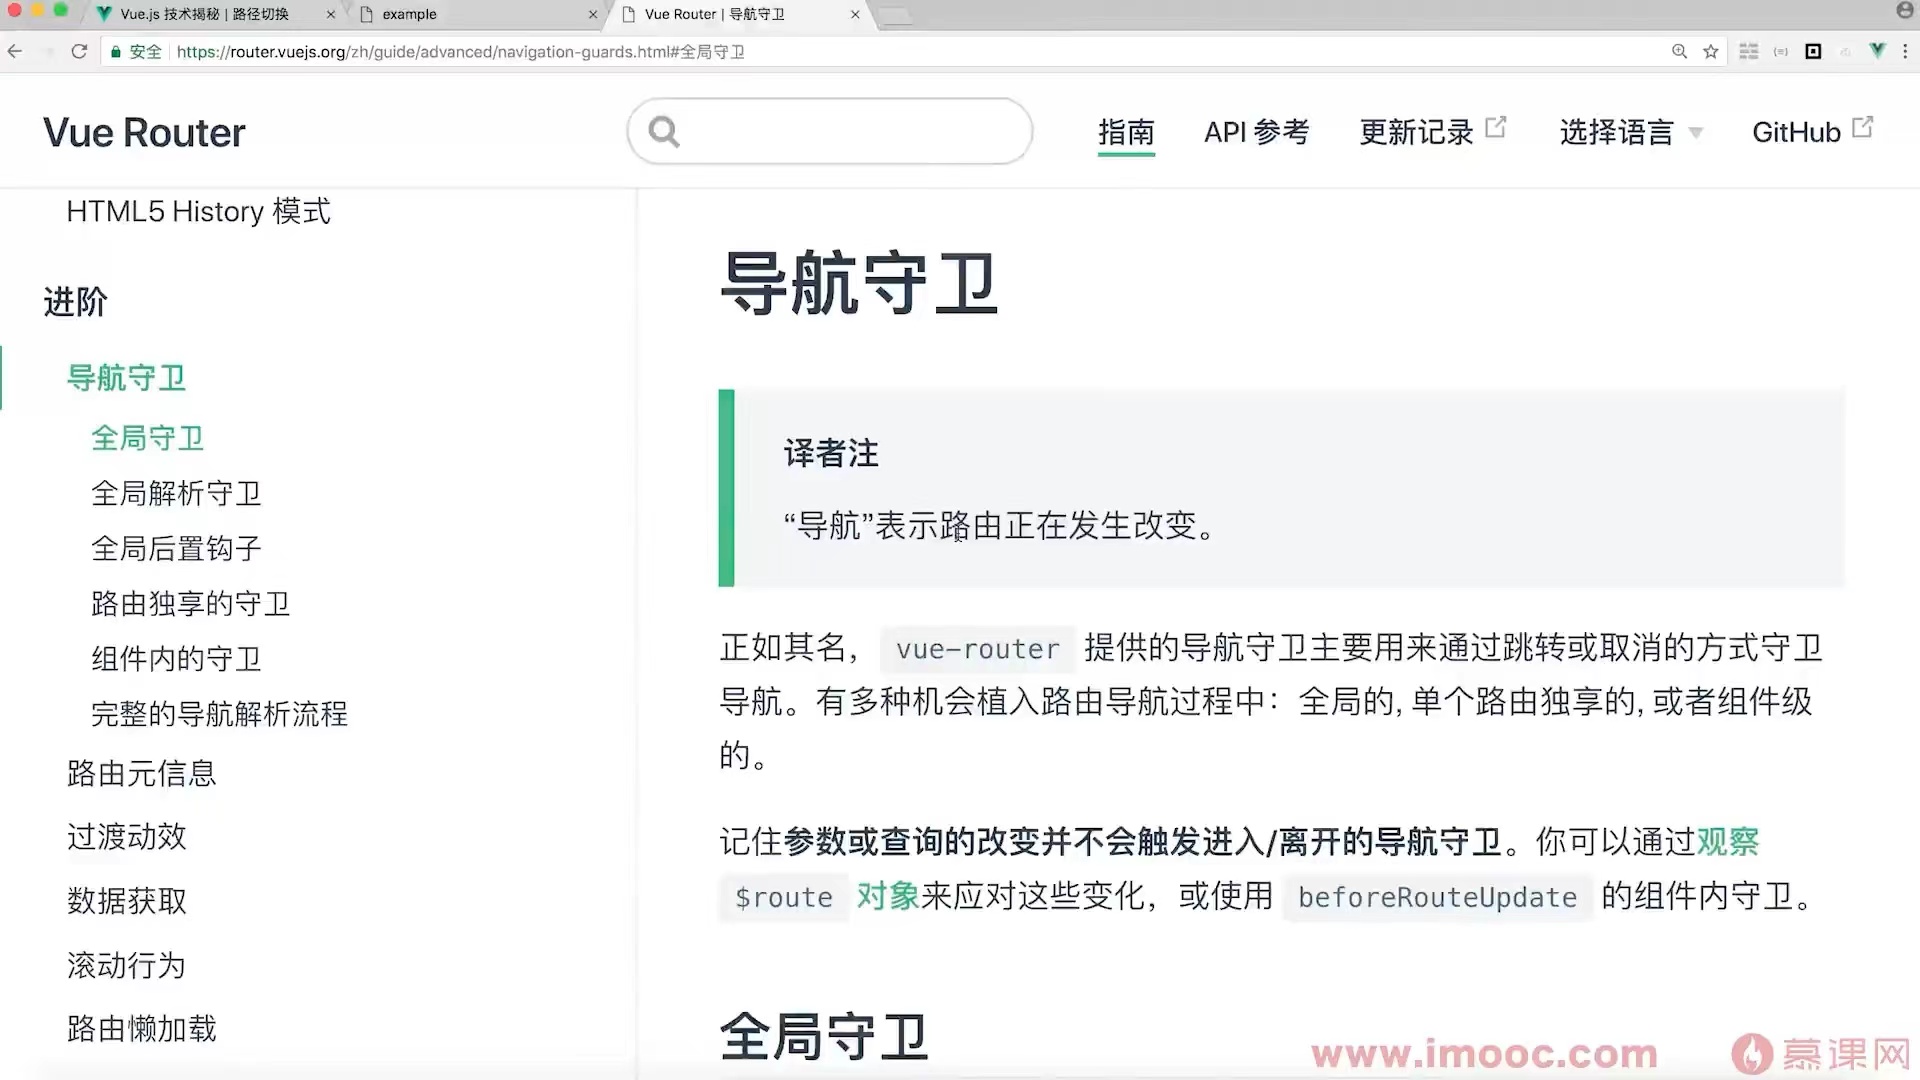 Vue.js 技术揭秘 | 路径切换
example
Vue Router | 导航守卫
安全 https://router.vuejs.org/zh/guide/advanced/navigation-guards.html#全局守卫
Vue Router
指南
API 参考
更新记录
选择语言
GitHub
HTML5 History 模式
进阶
导航守卫
全局守卫
全局解析守卫
全局后置钩子
路由独享的守卫
组件内的守卫
完整的导航解析流程
路由元信息
过渡动效
数据获取
滚动行为
路由懒加载
导航守卫
译者注
“导航”表示路由正在发生改变。
正如其名， vue-router 提供的导航守卫主要用来通过跳转或取消的方式守卫
导航。有多种机会植入路由导航过程中：全局的, 单个路由独享的, 或者组件级
的。
记住参数或查询的改变并不会触发进入/离开的导航守卫。你可以通过观察
$route 对象来应对这些变化，或使用 beforeRouteUpdate 的组件内守卫。
全局守卫
www.imooc.com
慕课网